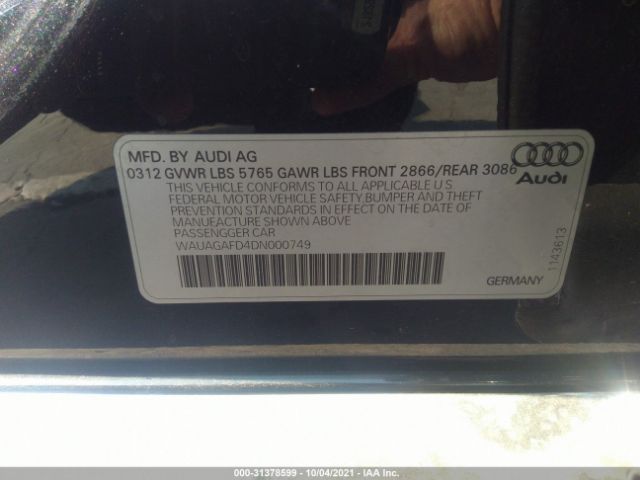 MFD. BY AUDI AG
0312 GVWR LBS 5765 GAWR LBS FRONT 2866/REAR 3086
THIS VEHICLE CONFORMS TO ALL APPLICABLE U S
FEDERAL MOTOR VEHICLE SAFETY BUMPER AND THEFT
PREVENTION STANDARDS IN EFFECT ON THE DATE OF
MANUFACTURE SHOWN ABOVE
PASSENGGER CAR
WAUAGAFD4DN000749
Audi
1143613
GERMANY
000-31378599 - 10/04/2021 - IAAI.COM